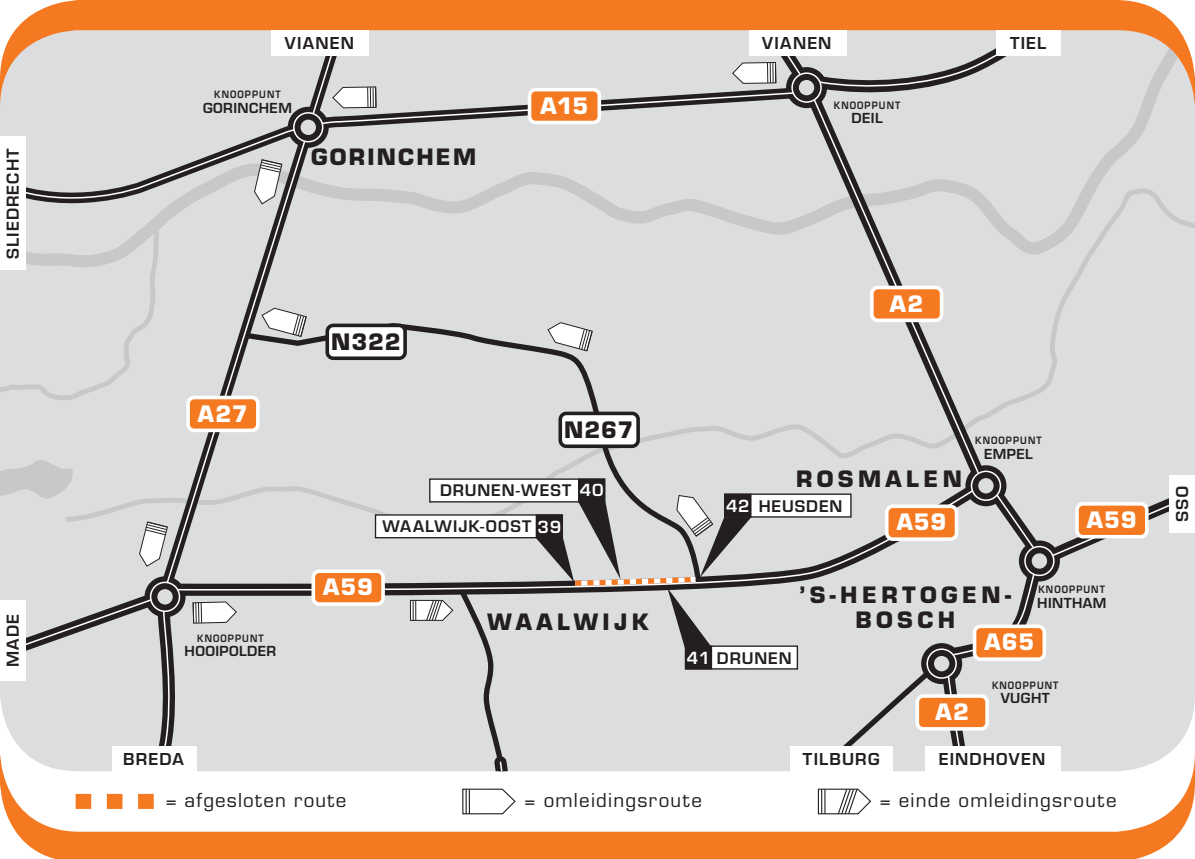 VIANEN
VIANEN
TIEL
KNOOPPUNT
GORINCHEM
A15
KNOOPPUNT
DEIL
GORINCHEM
SLIEDRECHT
A2
N322
A27
N267
KNOOPPUNT
EMPEL
ROSMALEN
DRUNEN-WEST 40
42 HEUSDEN
WAALWIJK-OOST 39
A59
A59
OSS
A59
'S-HERTOGEN-
BOSCH
KNOOPPUNT
HINTHAM
WAALWIJK
MADE
KNOOPPUNT
HOOIPOLDER
A65
41 DRUNEN
KNOOPPUNT
VUGHT
A2
BREDA
TILBURG
EINDHOVEN
= afgesloten route
= omleidingsroute
= einde omleidingsroute